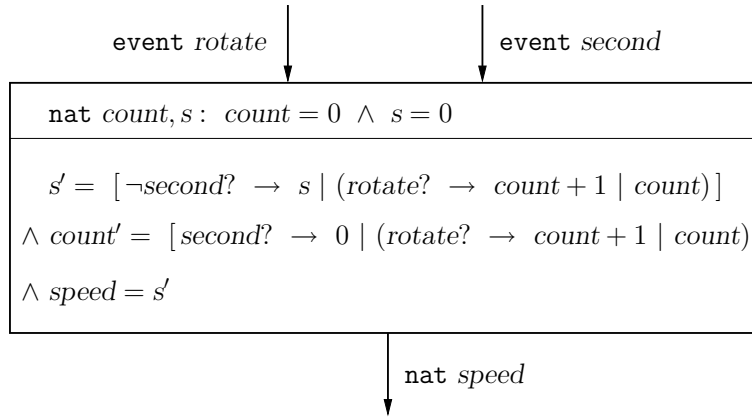 event rotate event second
nat count, s : count = 0 ∧ s = 0
s′ = [ ¬second? → s | (rotate? → count + 1 | count) ]
∧ count′ = [ second? → 0 | (rotate? → count + 1 | count)
∧ speed = s′
nat speed